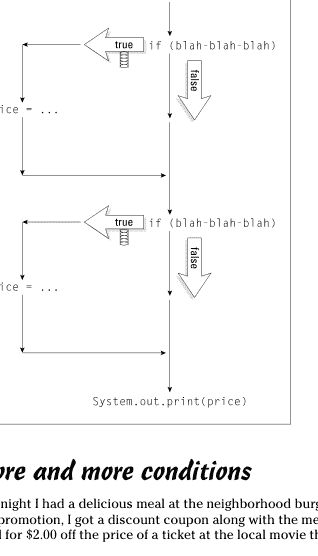 true if (blah-blah-blah)
false
ice = ...
true if (blah-blah-blah)
false
ice = ...
System.out.print(price)
ore and more conditions
night I had a delicious meal at the neighborhood burg
promotion, I got a discount coupon along with the me
for $2.00 off the price of a ticket at the local movie th